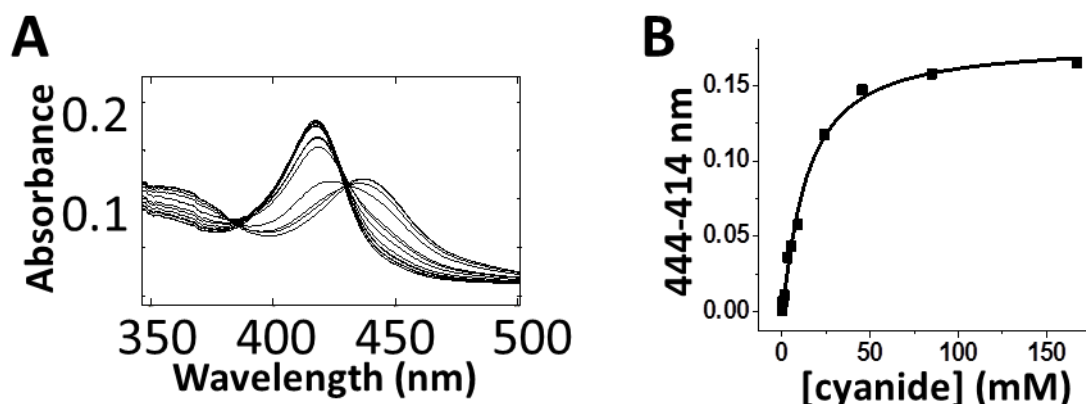 A
Absorbance
0.2
0.1
350 400 450 500
Wavelength (nm)
B
444-414 nm
0.15
0.10
0.05
0.00
0 50 100 150
[cyanide] (mM)